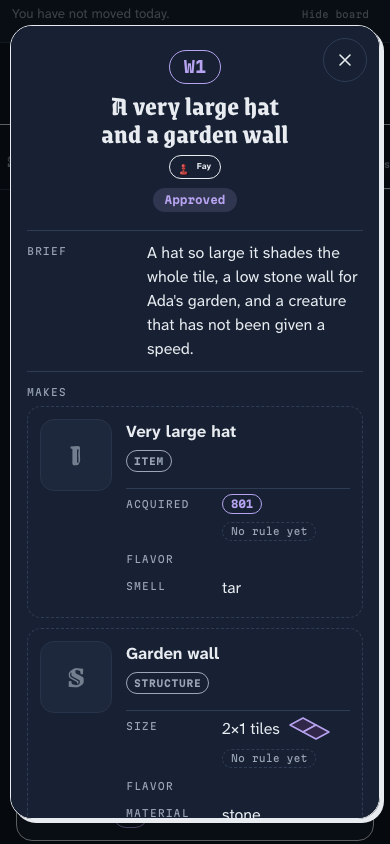 You have not moved today.
Hide board
W1
A very large hat
and a garden wall
Fay
Approved
BRIEF
A hat so large it shades the
whole tile, a low stone wall for
Ada's garden, and a creature
that has not been given a
speed.
MAKES
I
Very large hat
ITEM
ACQUIRED
801
No rule yet
FLAVOR
SMELL
tar
S
Garden wall
STRUCTURE
SIZE
2×1 tiles
No rule yet
FLAVOR
MATERIAL
stone